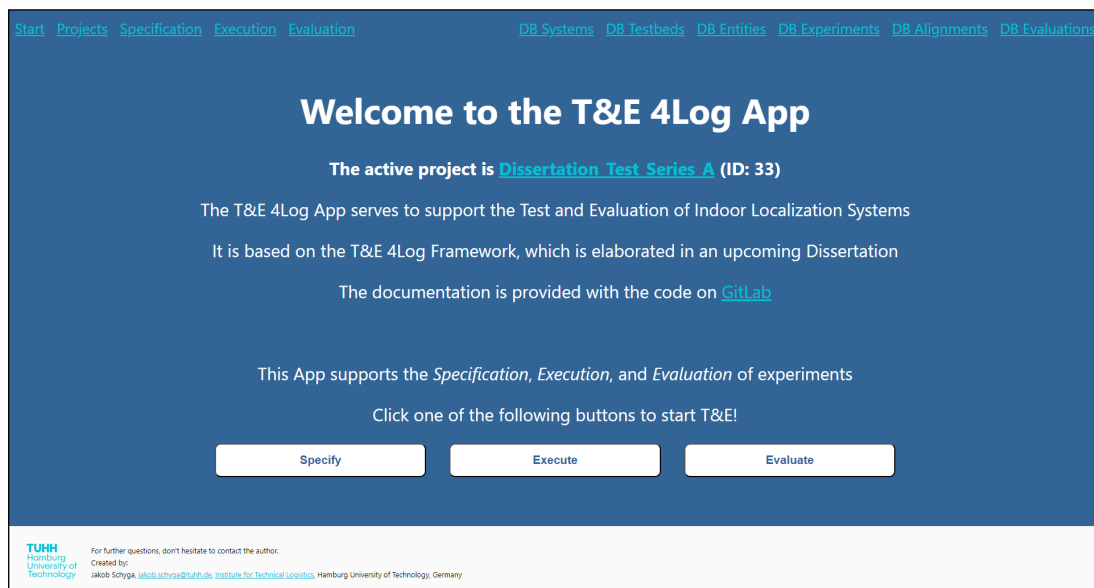 Start Projects Specification Execution Evaluation DB Systems DB Testbeds DB Entities DB Experiments DB Alignments DB Evaluations
Welcome to the T&E 4Log App
The active project is Dissertation_Test_Series_A (ID: 33)
The T&E 4Log App serves to support the Test and Evaluation of Indoor Localization Systems
It is based on the T&E 4Log Framework, which is elaborated in an upcoming Dissertation
The documentation is provided with the code on GitLab
This App supports the Specification, Execution, and Evaluation of experiments
Click one of the following buttons to start T&E!
Specify Execute Evaluate
TUHH
Hamburg
University of
Technology
For further questions, don't hesitate to contact the author.
Created by:
Jakob Schyga, jakob.schyga@tuhh.de, Institute for Technical Logistics, Hamburg University of Technology, Germany